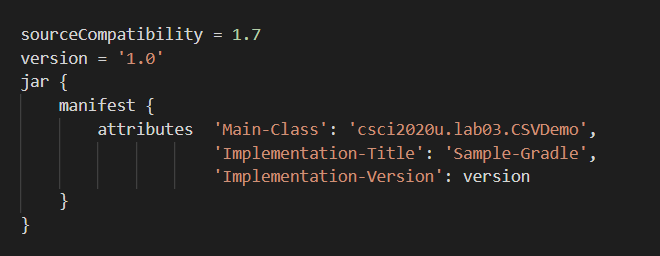 sourceCompatibility = 1.7
version = '1.0'
jar {
manifest {
attributes 'Main-Class': 'csci2020u.lab03.CSVDemo',
'Implementation-Title': 'Sample-Gradle',
'Implementation-Version': version
}
}